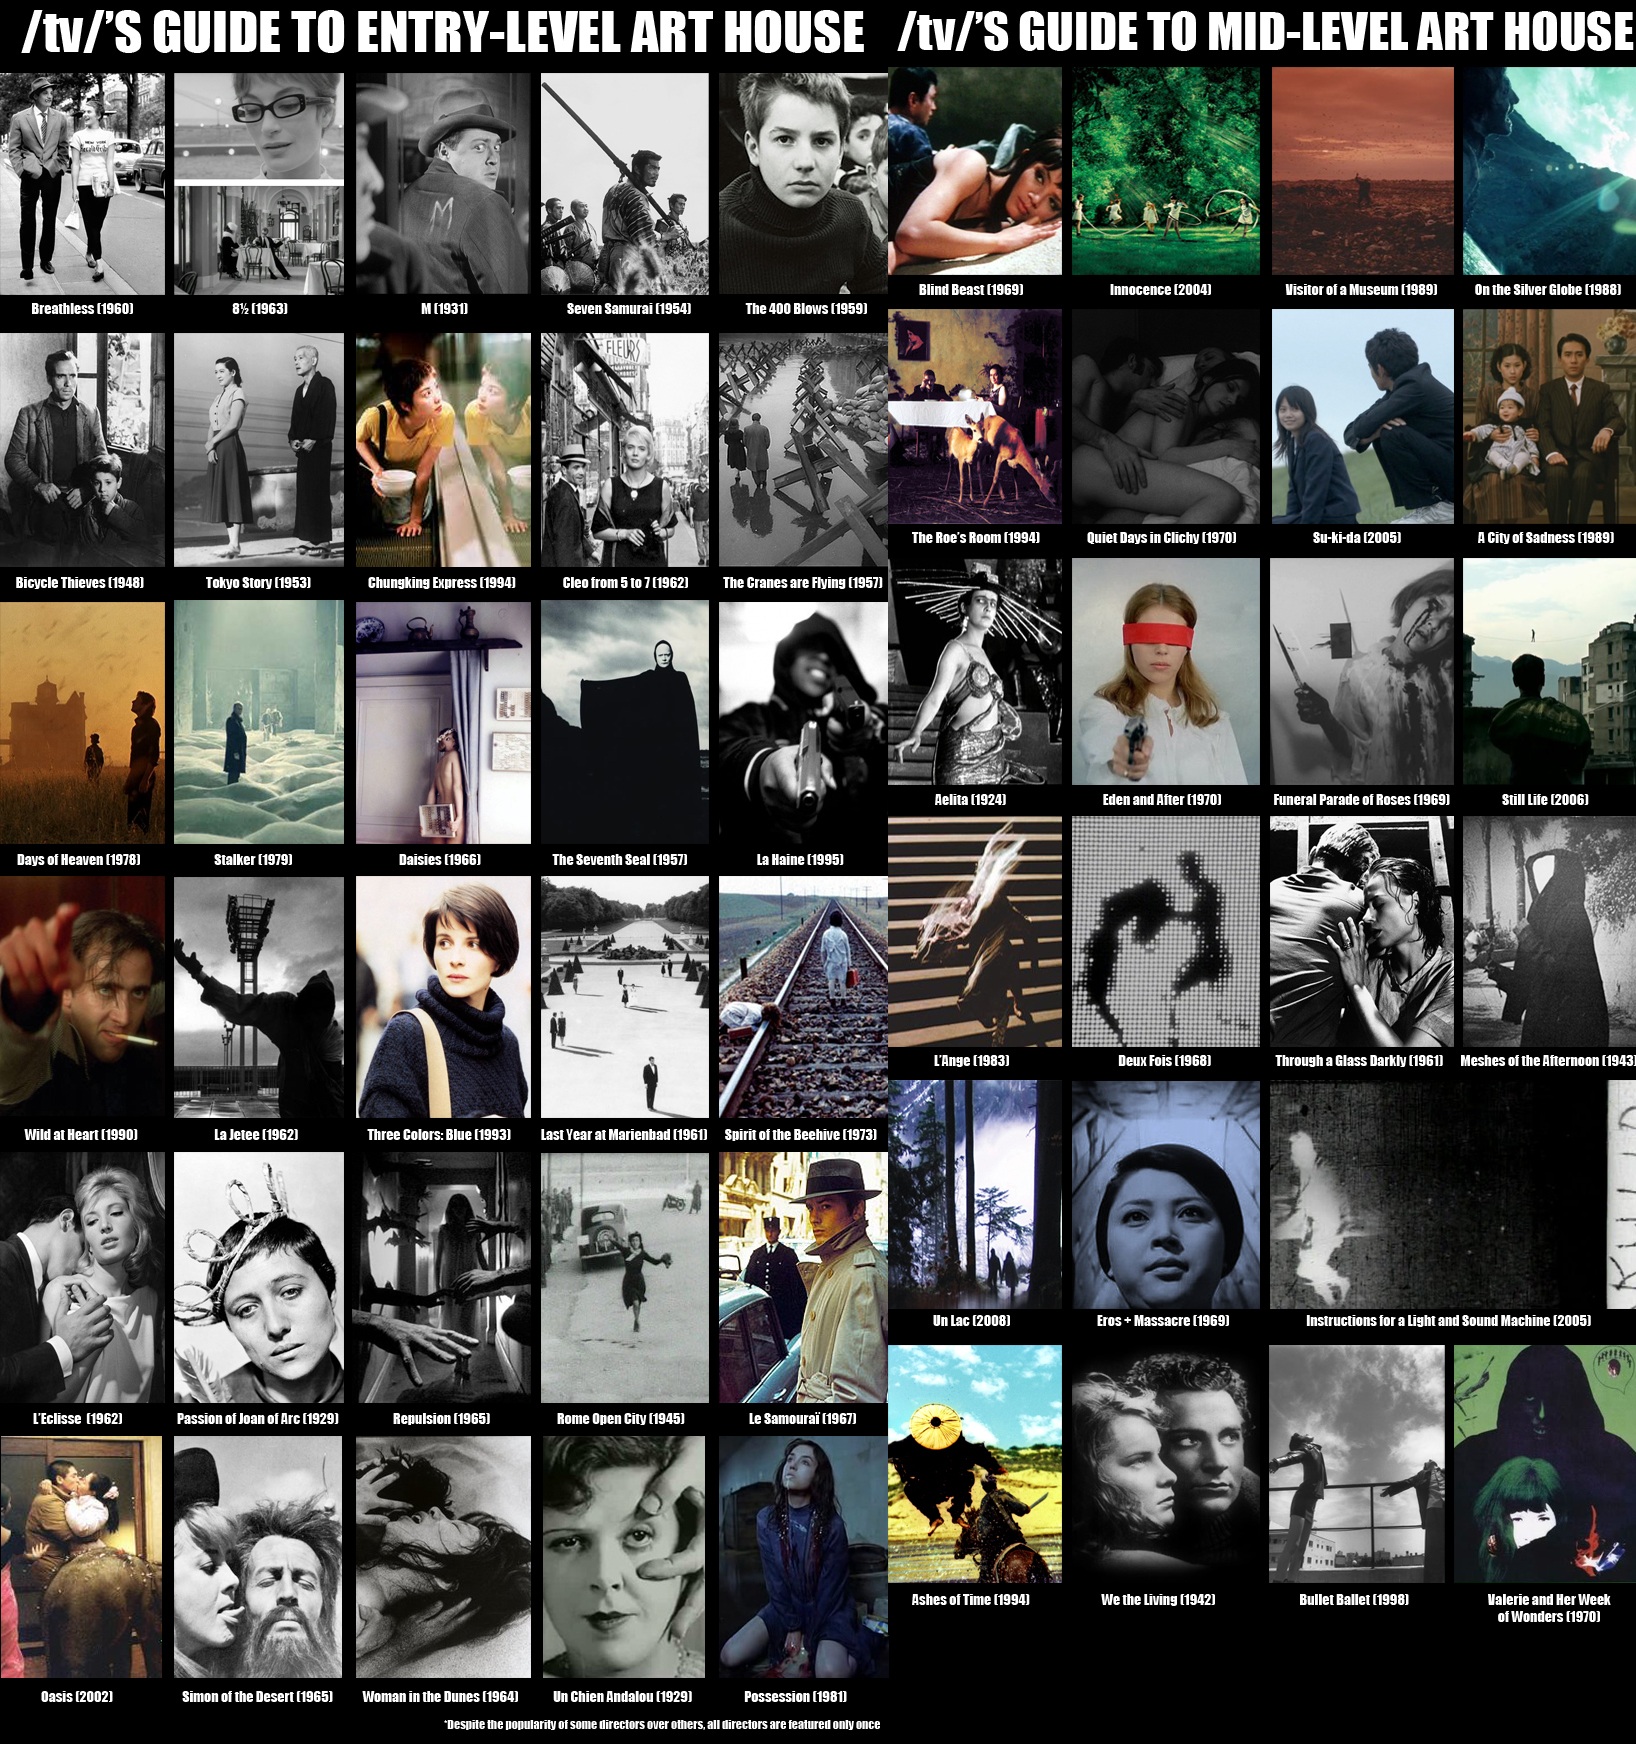 /tv/'S GUIDE TO ENTRY-LEVEL ART HOUSE
Breathless (1960)
8½ (1963)
M (1931)
Seven Samurai (1954)
The 400 Blows (1959)
Bicycle Thieves (1948)
Tokyo Story (1953)
Chungking Express (1994)
Cleo from 5 to 7 (1962)
The Cranes are Flying (1957)
Days of Heaven (1978)
Stalker (1979)
Daisies (1966)
The Seventh Seal (1957)
La Haine (1995)
Wild at Heart (1990)
La Jetee (1962)
Three Colors: Blue (1993)
Last Year at Marienbad (1961)
Spirit of the Beehive (1973)
L'Eclisse (1962)
Passion of Joan of Arc (1929)
Repulsion (1965)
Rome Open City (1945)
Le Samouraï (1967)
Oasis (2002)
Simon of the Desert (1965)
Woman in the Dunes (1964)
Un Chien Andalou (1929)
Possession (1981)
*Despite the popularity of some directors over others, all directors are featured only once
/tv/'S GUIDE TO MID-LEVEL ART HOUSE
Blind Beast (1969)
Innocence (2004)
Visitor of a Museum (1989)
On the Silver Globe (1988)
The Roe's Room (1994)
Quiet Days in Clichy (1970)
Su-ki-da (2005)
A City of Sadness (1989)
Aelita (1924)
Eden and After (1970)
Funeral Parade of Roses (1969)
Still Life (2006)
L'Ange (1983)
Deux Fois (1968)
Through a Glass Darkly (1961)
Meshes of the Afternoon (1943)
Un Lac (2008)
Eros + Massacre (1969)
Instructions for a Light and Sound Machine (2005)
Ashes of Time (1994)
We the Living (1942)
Bullet Ballet (1998)
Valerie and Her Week
of Wonders (1970)
FLEURS
NEW YORK
M